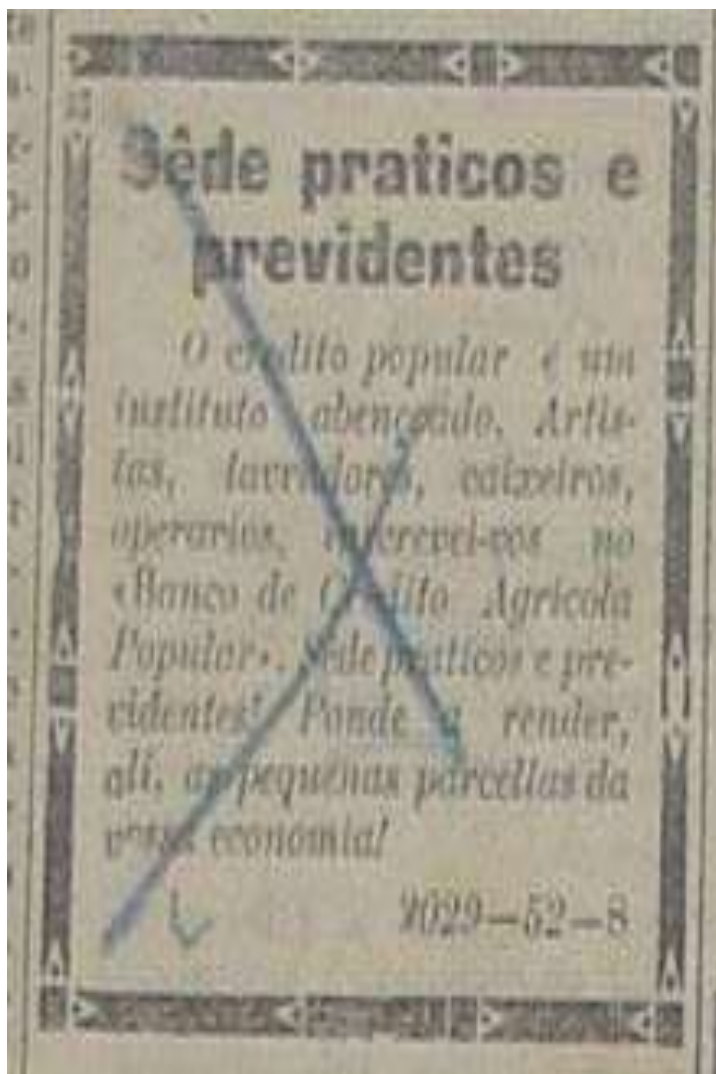 Sêde praticos e
previdentes
O credito popular é um
instituto abençoado. Artis-
tas, lavradores, caixeiros,
operarios, inscrevei-vos no
«Banco de Credito Agricola
Popular». Sêde praticos e pre-
videntes! Ponde a render,
ali, as pequenas parcellas da
vossa economia!
2029—52—8